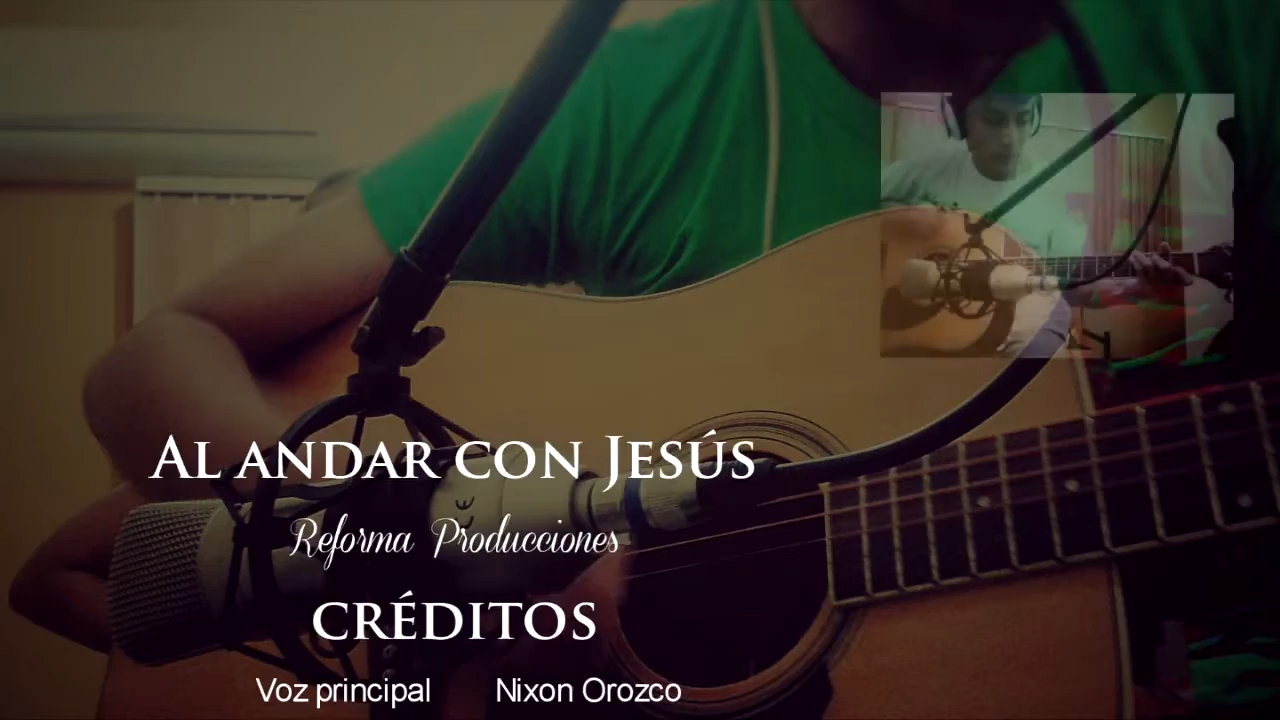 Al andar con Jesús
Reforma Producciones
CRÉDITOS
Voz principal Nixon Orozco